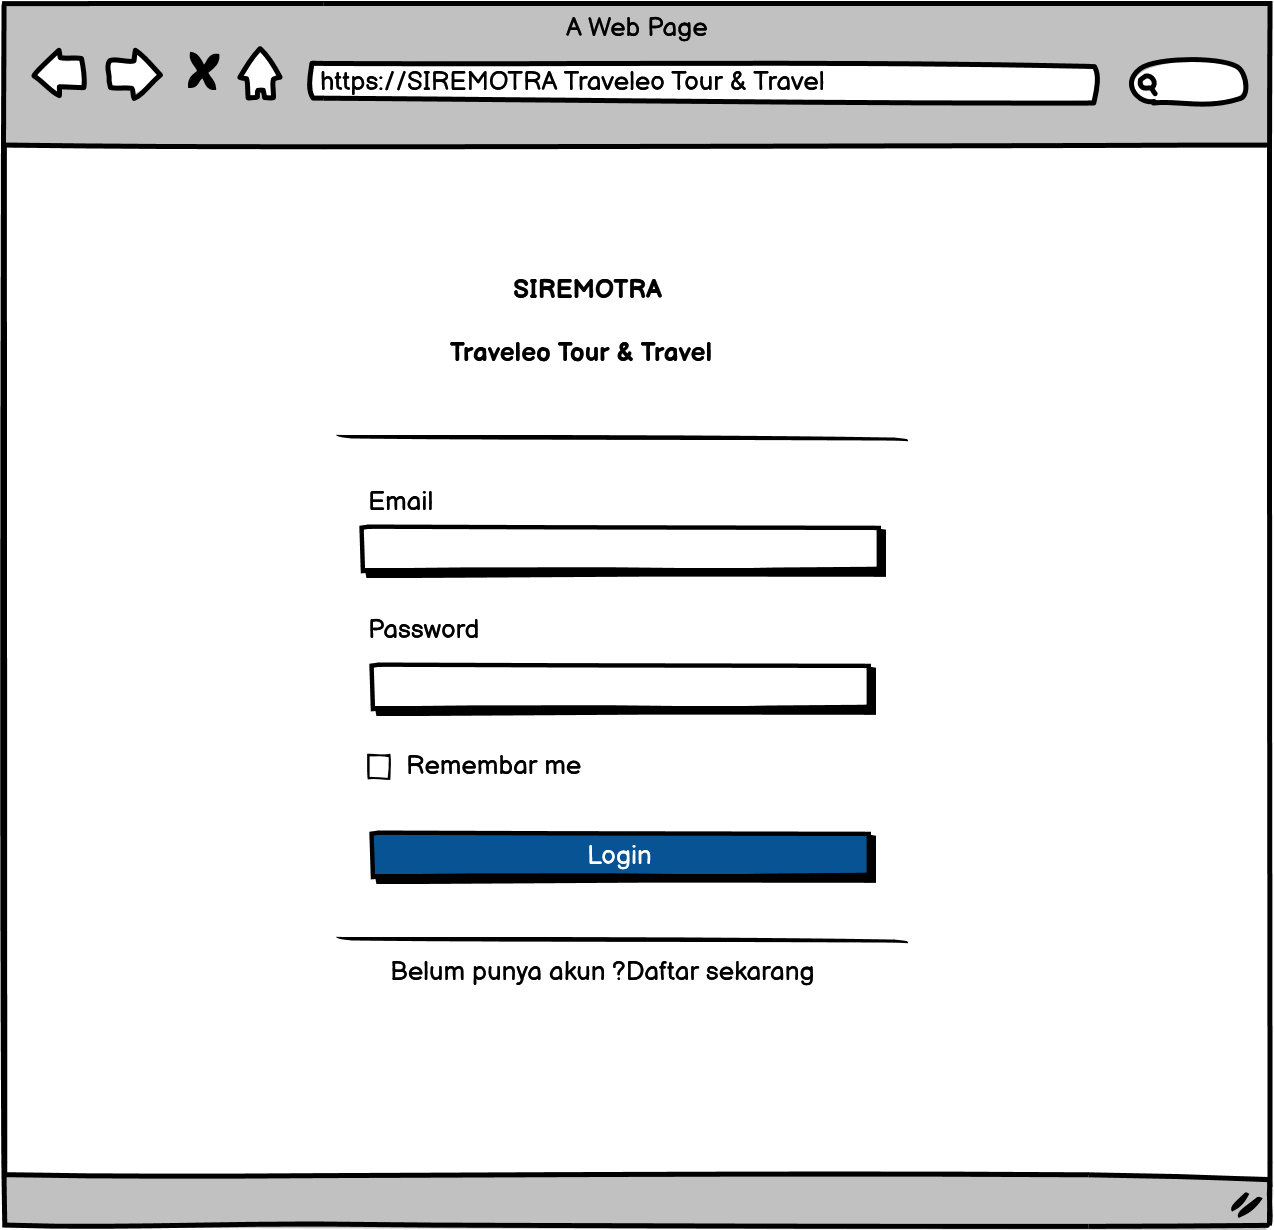 A Web Page
https://SIREMOTRA Traveleo Tour & Travel
SIREMOTRA
Traveleo Tour & Travel
Email
Password
Remembar me
Login
Belum punya akun ?Daftar sekarang